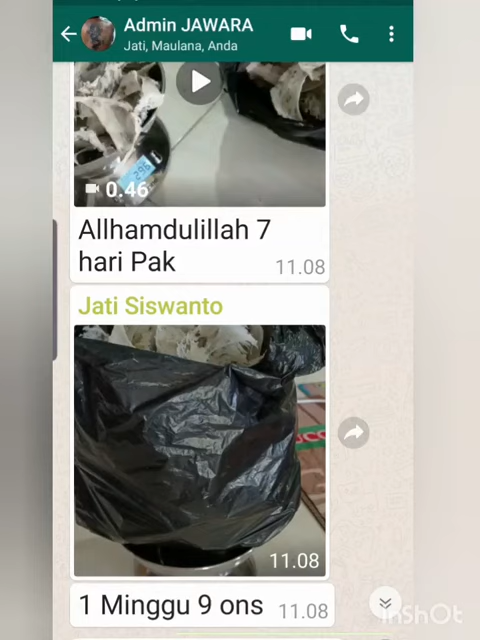 Admin JAWARA
Jati, Maulana, Anda
0.46
Allhamdulillah 7
hari Pak
11.08
Jati Siswanto
11.08
1 Minggu 9 ons
11.08
InShOt